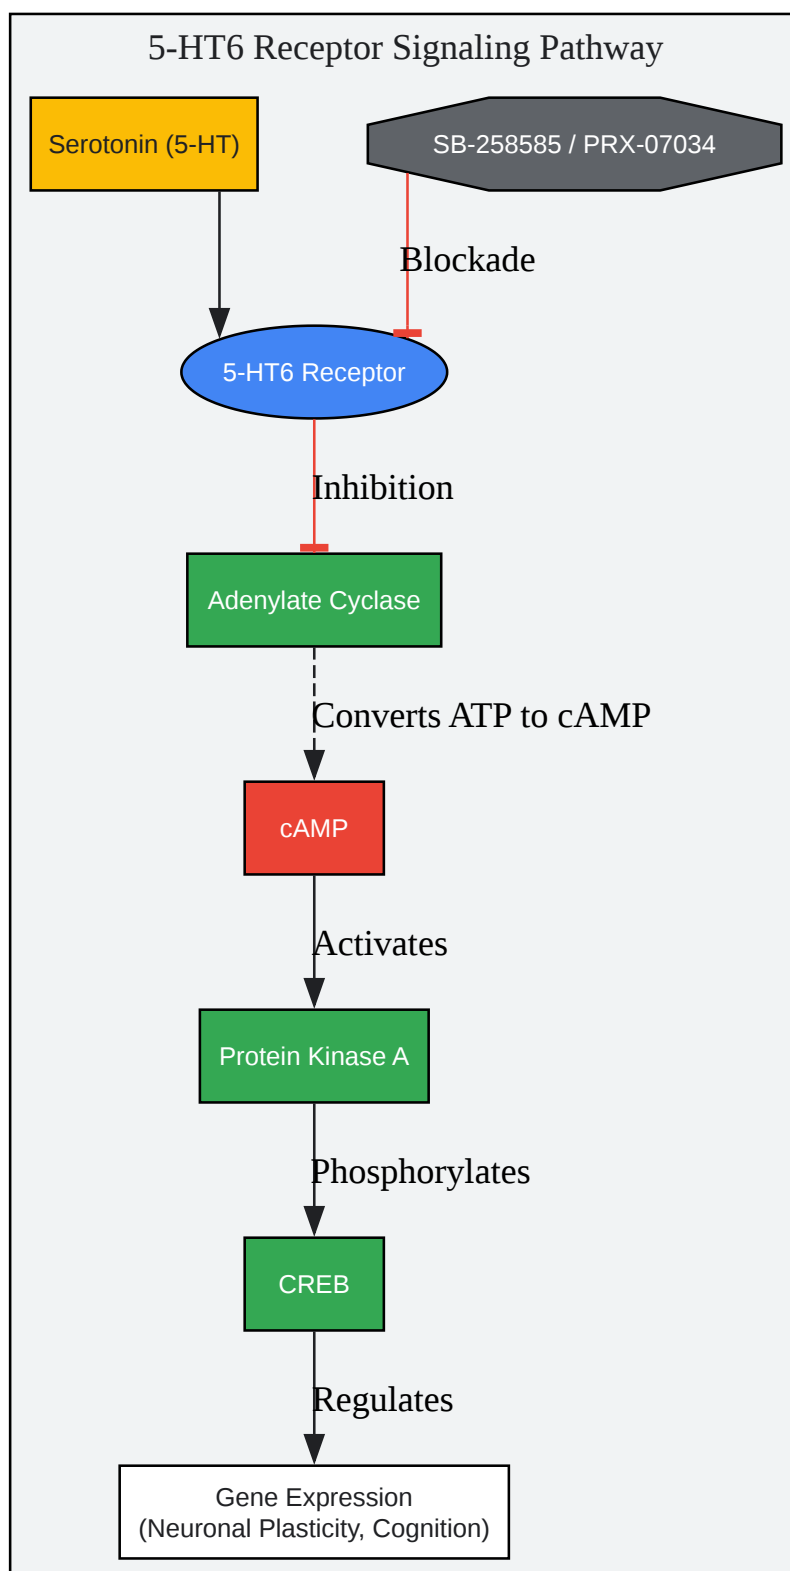 5-HT6 Receptor Signaling Pathway
Serotonin (5-HT)
SB-258585 / PRX-07034
Blockade
5-HT6 Receptor
Inhibition
Adenylate Cyclase
Converts ATP to cAMP
cAMP
Activates
Protein Kinase A
Phosphorylates
CREB
Regulates
Gene Expression
(Neuronal Plasticity, Cognition)